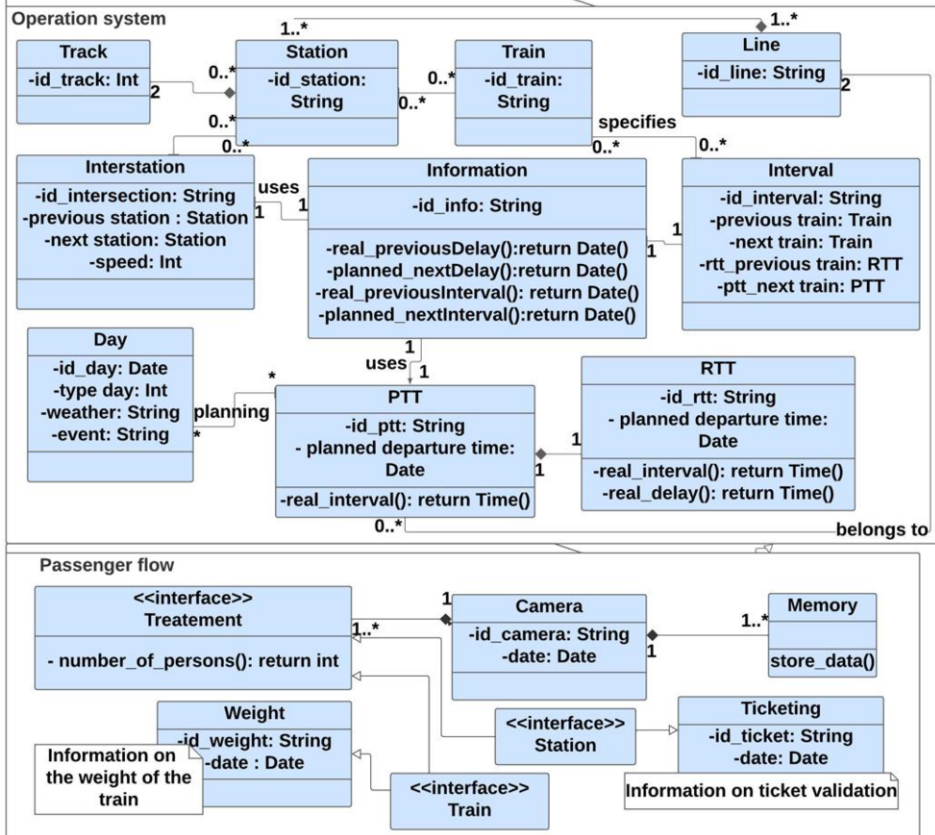 Operation system
1..*
1..*
Track
-id_track: Int
2
0..*
Station
-id_station:
String
0..*
0..*
Train
-id_train:
String
Line
-id_line: String
2
0..*
0..*
specifies
0..*
0..*
Interstation
-id_intersection: String
-previous station : Station
-next station: Station
-speed: Int
uses
1
1
Information
-id_info: String
-real_previousDelay():return Date()
-planned_nextDelay():return Date()
-real_previousInterval(): return Date()
-planned_nextInterval():return Date()
1
1
Interval
-id_interval: String
-previous train: Train
-next train: Train
-rtt_previous train: RTT
-ptt_next train: PTT
1
uses
1
Day
-id_day: Date
-type day: Int
-weather: String
-event: String
*
planning
*
PTT
-id_ptt: String
- planned departure time:
Date
-real_interval(): return Time()
1
1
RTT
-id_rtt: String
- planned departure time:
Date
-real_interval(): return Time()
-real_delay(): return Time()
0..*
belongs to
Passenger flow
<<interface>>
Treatement
- number_of_persons(): return int
1
1..*
Camera
-id_camera: String
-date: Date
1
1..*
Memory
store_data()
Weight
-id_weight: String
-date : Date
Information on
the weight of the
train
<<interface>>
Station
<<interface>>
Train
Ticketing
-id_ticket: String
-date: Date
Information on ticket validation